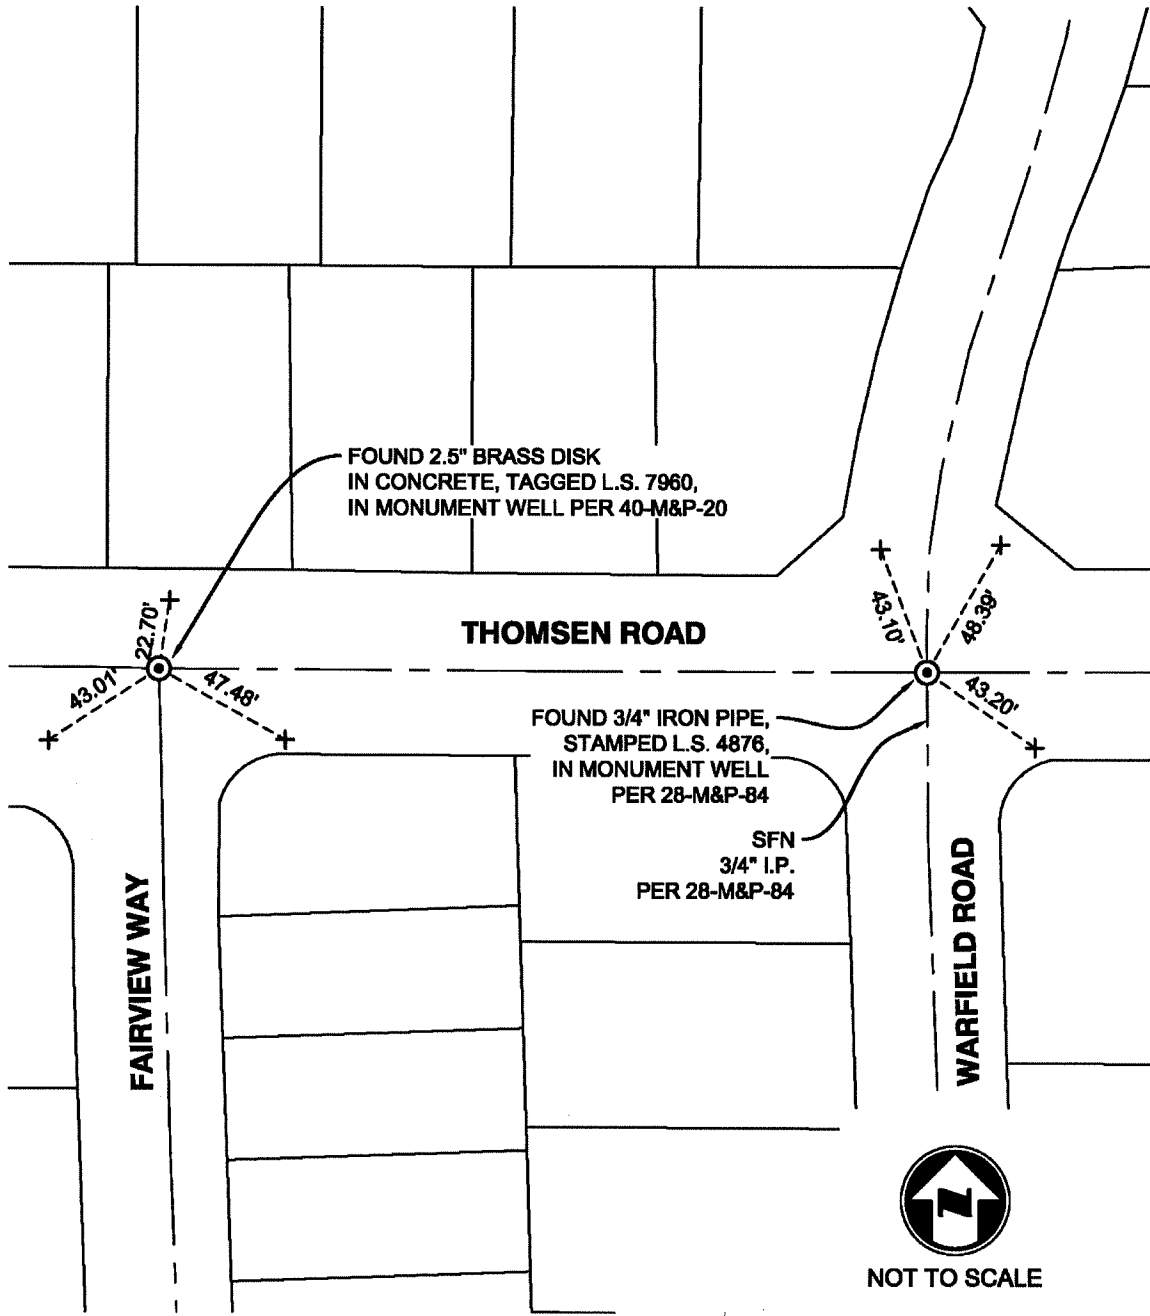 FOUND 2.5" BRASS DISK
IN CONCRETE, TAGGED L.S. 7960,
IN MONUMENT WELL PER 40-M&P-20
22.70'
43.01'
47.48'
THOMSEN ROAD
43.10'
48.39'
43.20'
FOUND 3/4" IRON PIPE,
STAMPED L.S. 4876,
IN MONUMENT WELL
PER 28-M&P-84
SFN
3/4" I.P.
PER 28-M&P-84
FAIRVIEW WAY
WARFIELD ROAD
N
NOT TO SCALE